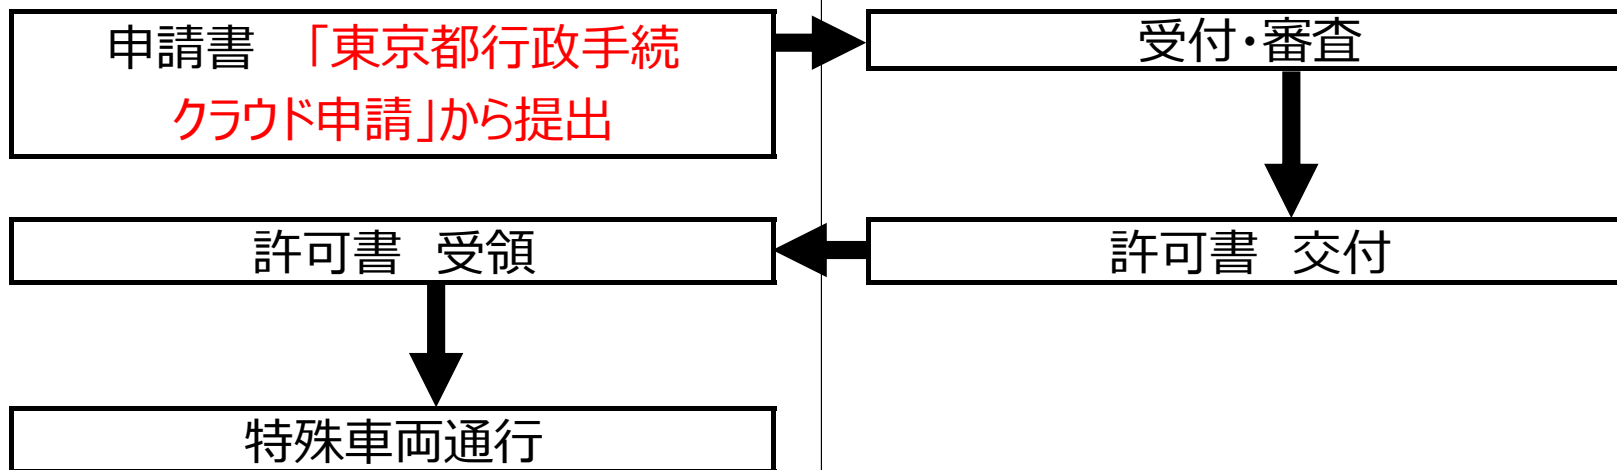 申請書　「東京都行政手続
クラウド申請」から提出
受付・審査
許可書　交付
許可書　受領
特殊車両通行